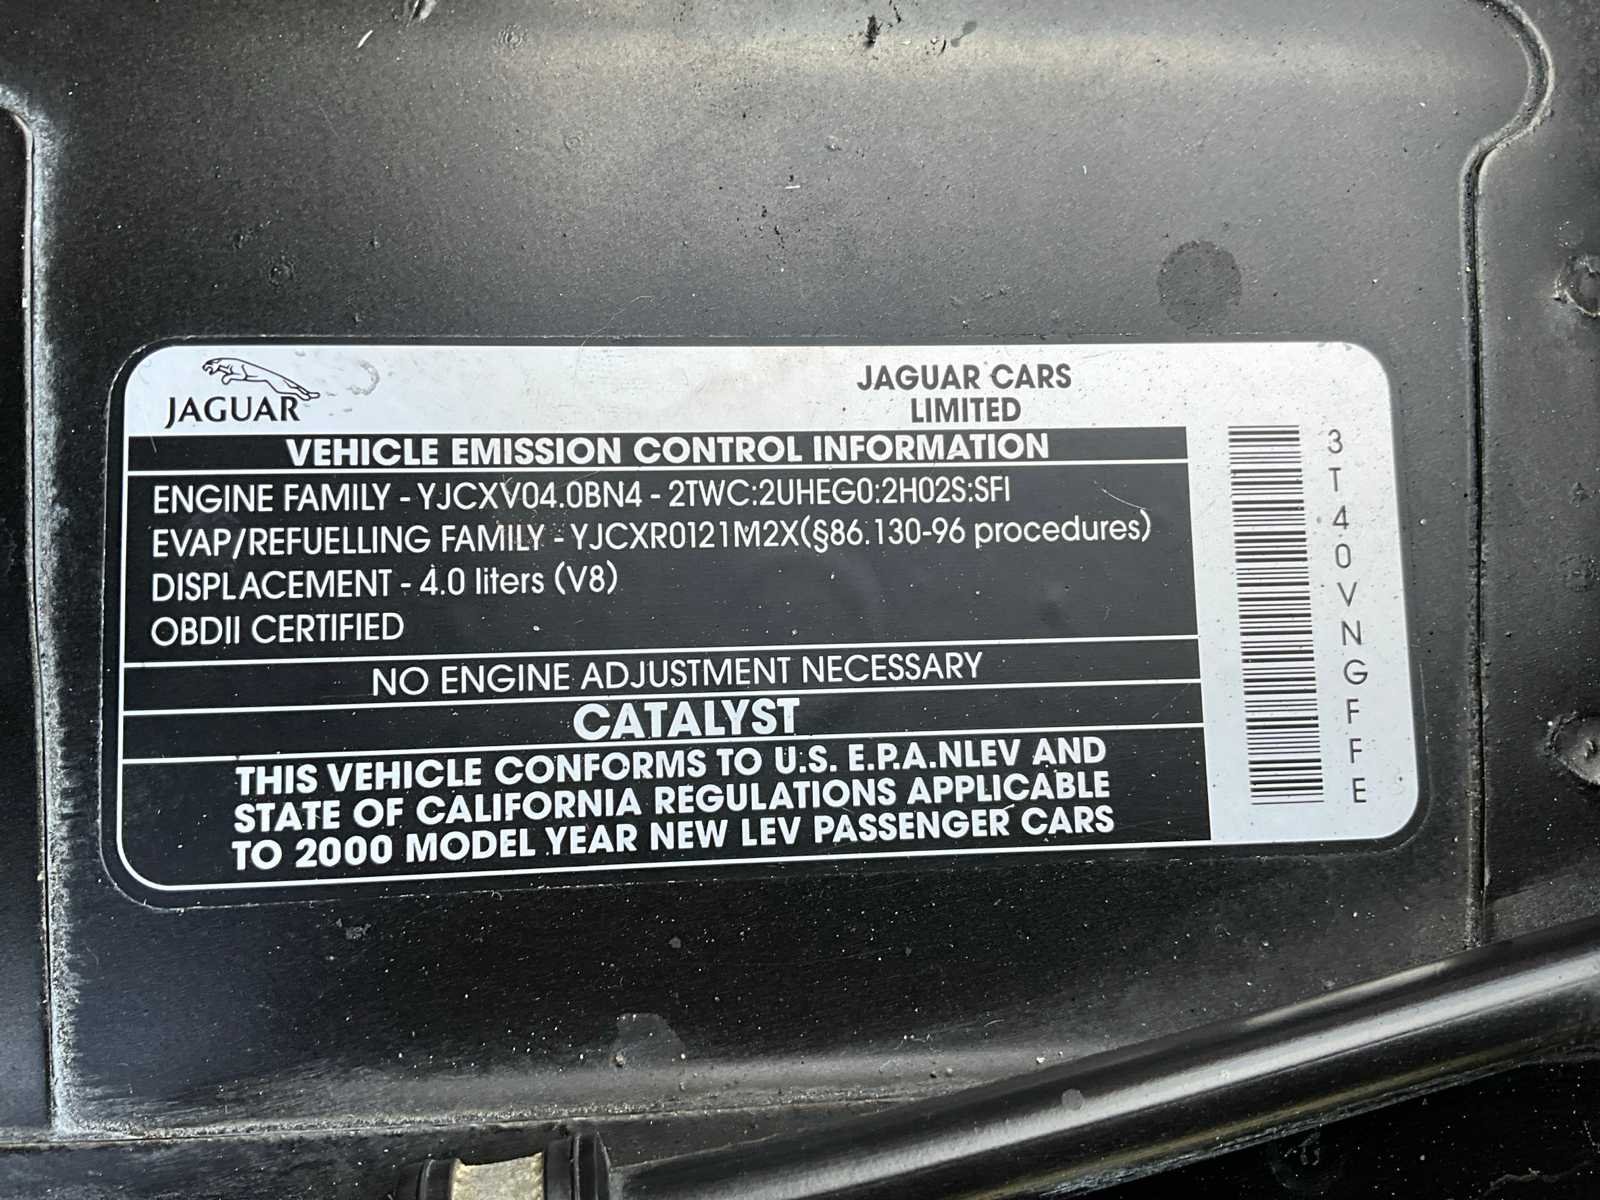 JAGUAR
JAGUAR CARS
LIMITED
VEHICLE EMISSION CONTROL INFORMATION
ENGINE FAMILY - YJCXV04.0BN4 - 2TWC:2UHEG0:2H02S:SFI
EVAP/REFUELLING FAMILY - YJCXR0121M2X(§86.130-96 procedures)
DISPLACEMENT - 4.0 liters (V8)
OBDII CERTIFIED
NO ENGINE ADJUSTMENT NECESSARY
CATALYST
THIS VEHICLE CONFORMS TO U.S. E.P.A.NLEV AND
STATE OF CALIFORNIA REGULATIONS APPLICABLE
TO 2000 MODEL YEAR NEW LEV PASSENGER CARS
3T40VNGFFE